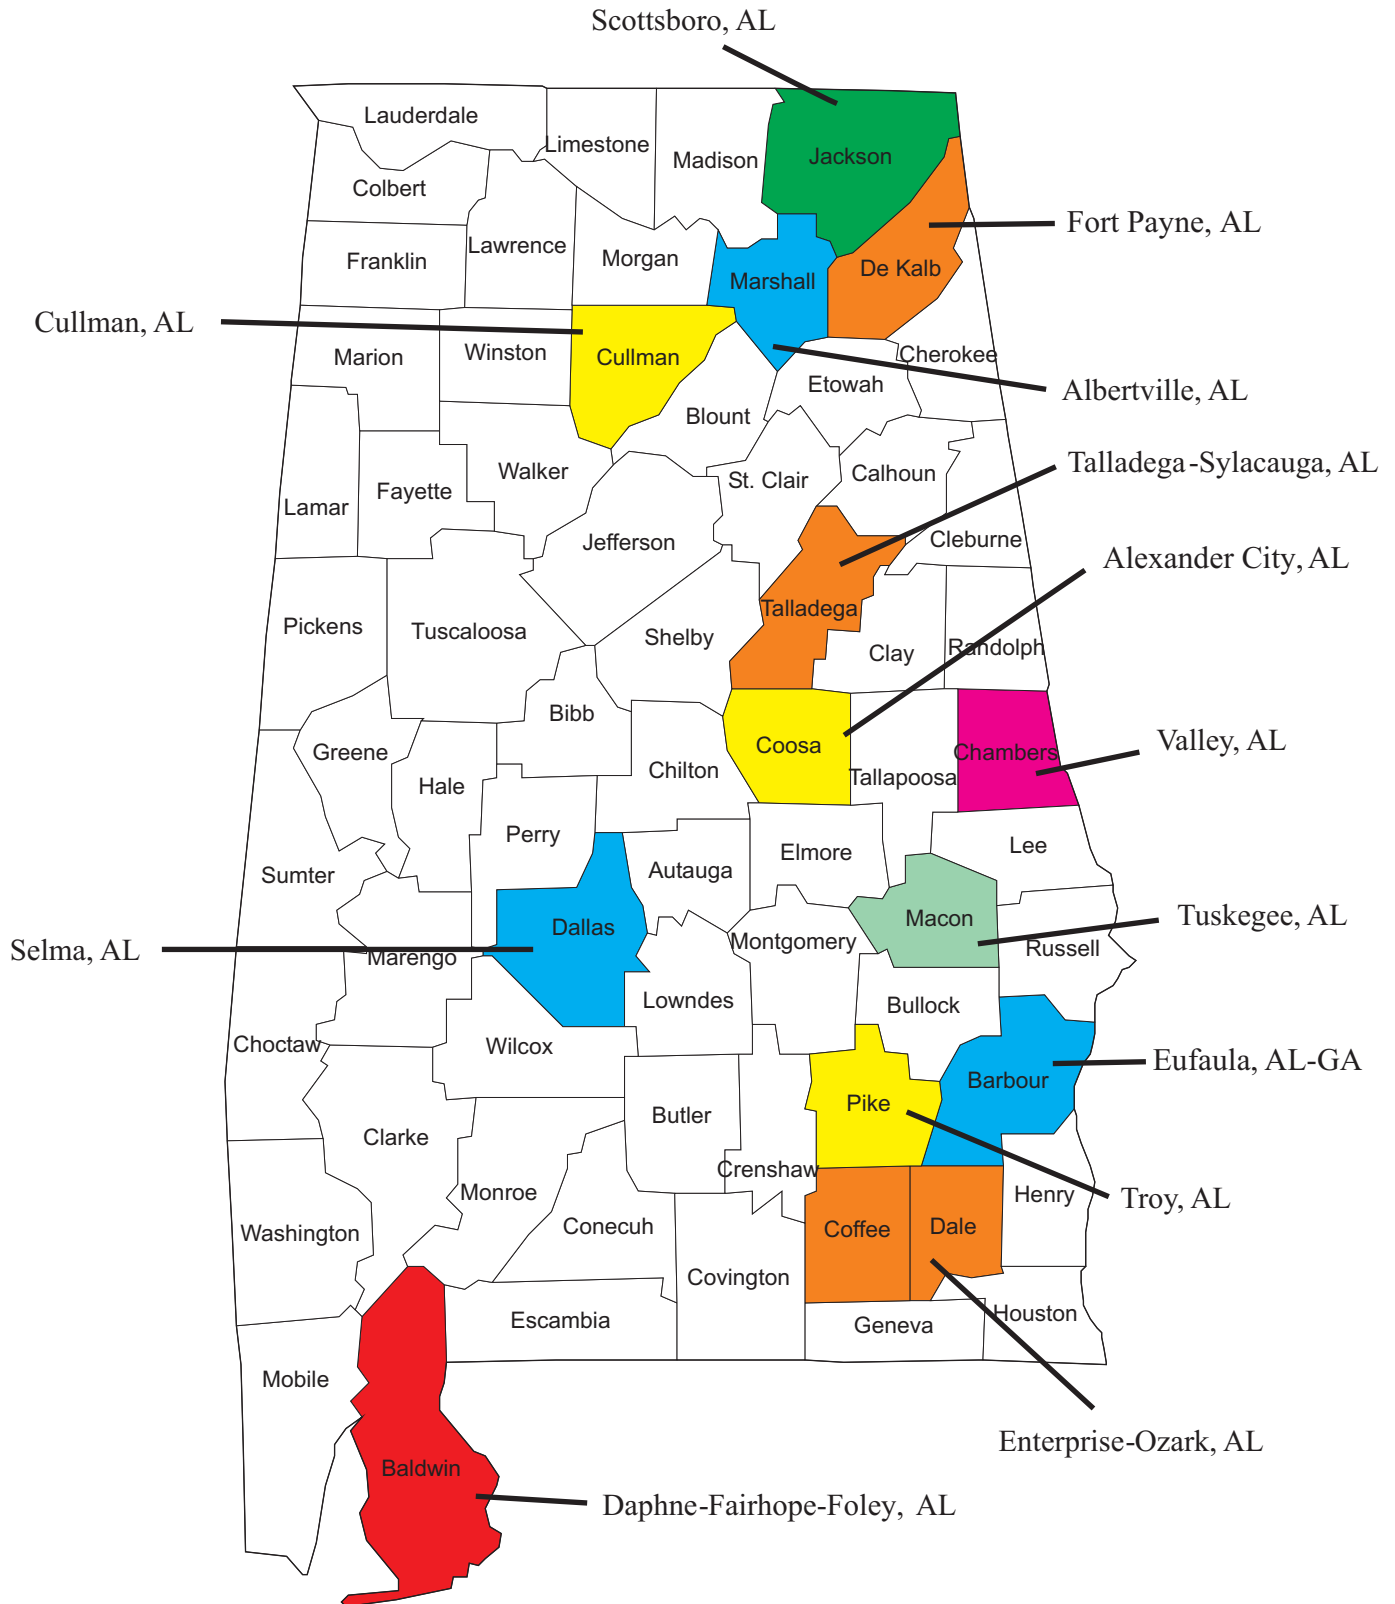 Scottsboro, AL
Lauderdale
Limestone
Madison
Jackson
Colbert
Fort Payne, AL
Lawrence
Franklin
Morgan
De Kalb
Marshall
Cullman, AL
Marion
Winston
Cullman
Cherokee
Etowah
Albertville, AL
Blount
Talladega-Sylacauga, AL
Walker
St. Clair
Calhoun
Fayette
Lamar
Jefferson
Cleburne
Alexander City, AL
Talladega
Pickens
Tuscaloosa
Shelby
Clay
Randolph
Bibb
Valley, AL
Greene
Coosa
Chambers
Chilton
Tallapoosa
Hale
Perry
Elmore
Lee
Sumter
Autauga
Tuskegee, AL
Macon
Dallas
Montgomery
Russell
Selma, AL
Marengo
Lowndes
Bullock
Choctaw
Wilcox
Eufaula, AL-GA
Barbour
Pike
Butler
Clarke
Crenshaw
Monroe
Henry
Troy, AL
Washington
Conecuh
Coffee
Dale
Covington
Escambia
Geneva
Houston
Mobile
Enterprise-Ozark, AL
Baldwin
Daphne-Fairhope-Foley, AL